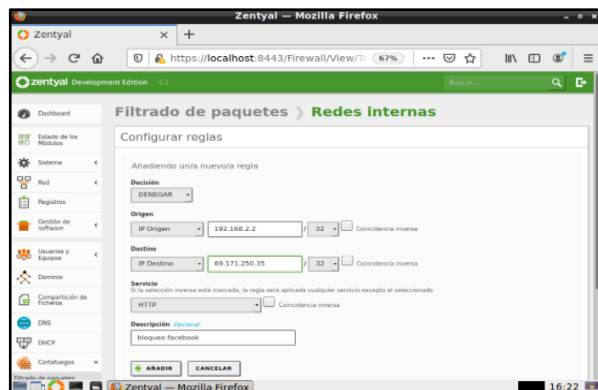 Zentyal — Mozilla Firefox
Zentyal
https://localhost:8443/Firewall/View/To 67%
zentyal Development Edition 6.2 Buscar...
Dashboard
Estado de los Módulos
Sistema
Red
Registros
Gestión de software
Usuarios y Equipos
Dominio
Compartición de Ficheros
DNS
DHCP
Cortafuegos
Filtrado de paquetes
Filtrado de paquetes Redes internas
Configurar reglas
Añadiendo un/a nuevo/a regla
Decisión
DENEGAR
Origen
IP Origen 192.168.2.2 / 32 Coincidencia inversa
Destino
IP Destino 69.171.250.35 / 32 Coincidencia inversa
Servicio
Si la selección inversa está marcada, la regla será aplicada cualquier servicio excepto el seleccionado
HTTP Coincidencia inversa
Descripción Opcional
bloqueo facebook
+ AÑADIR CANCELAR
Zentyal — Mozilla Firefox 16:22